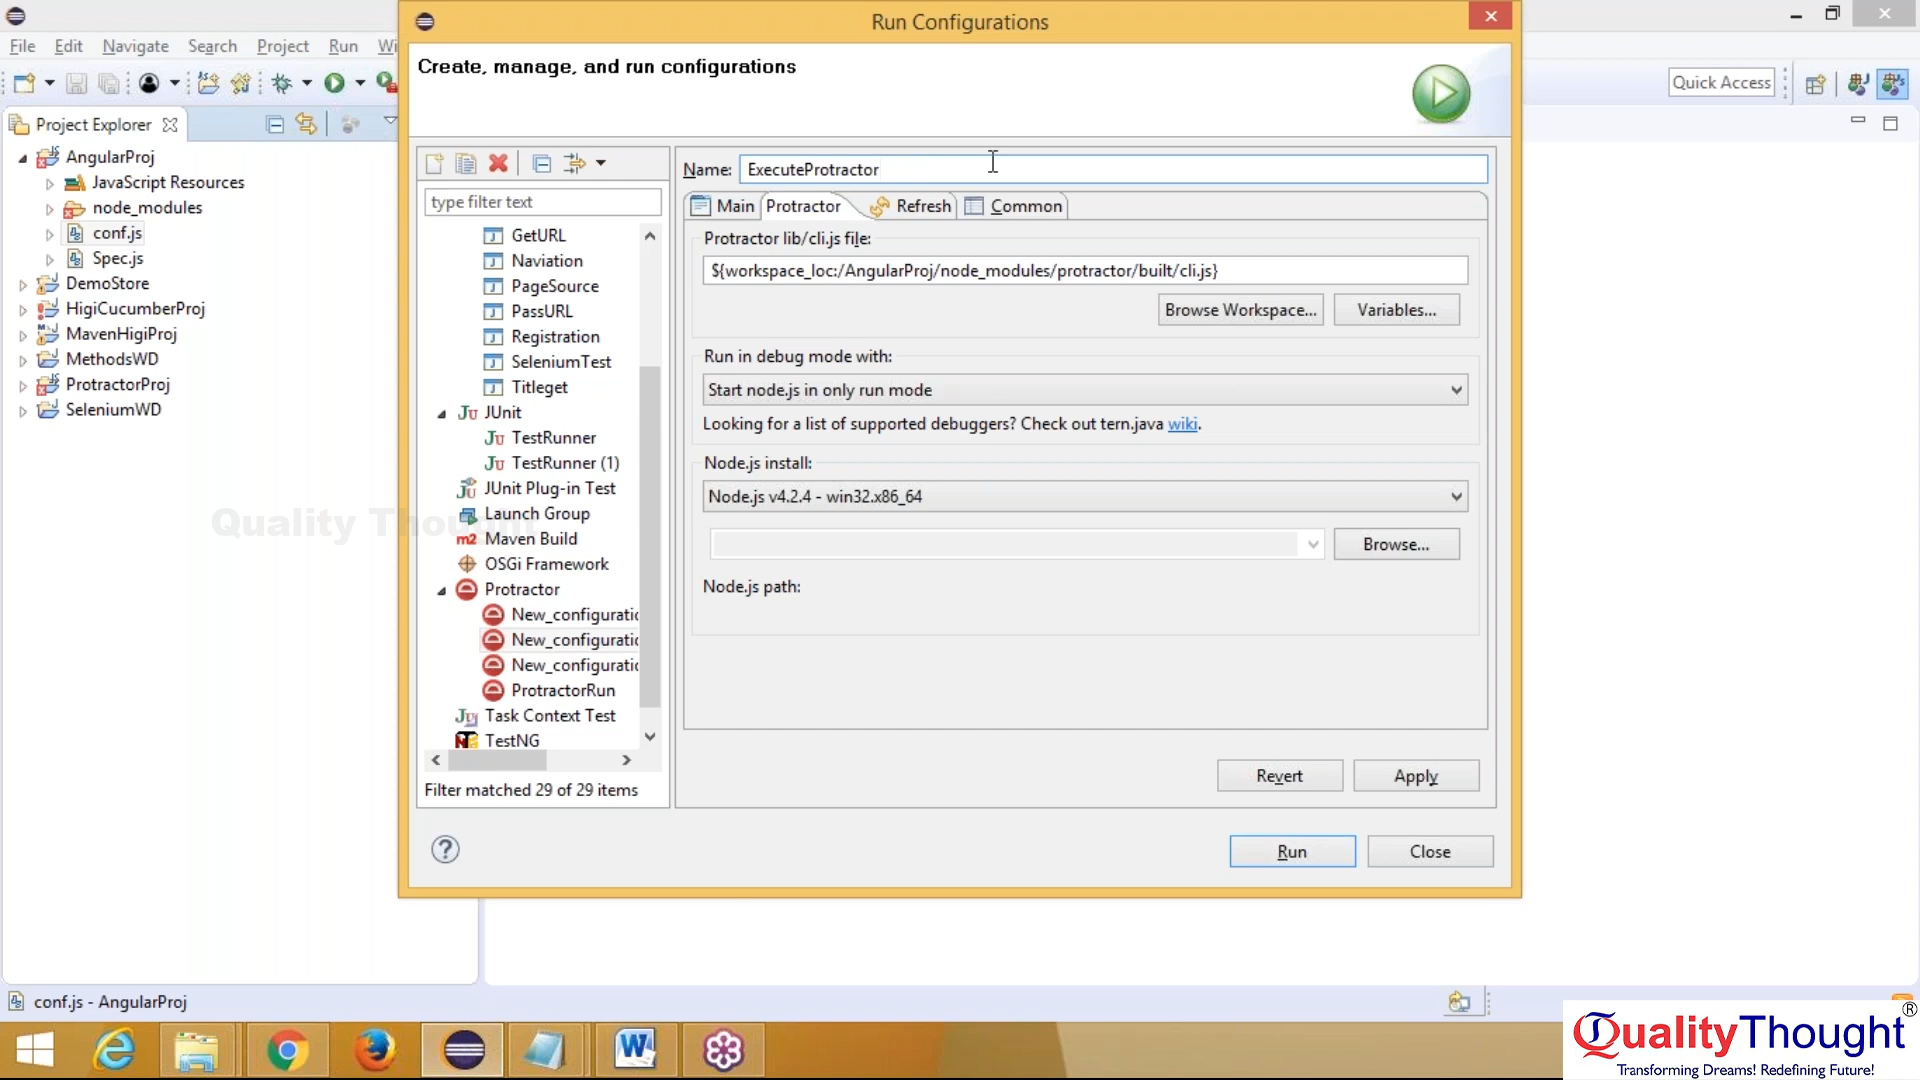 Run Configurations
File Edit Navigate Search Project Run Wi
Create, manage, and run configurations
Quick Access
Project Explorer
AngularProj
JavaScript Resources
node_modules
conf.js
Spec.js
DemoStore
HigiCucumberProj
MavenHigiProj
MethodsWD
ProtractorProj
SeleniumWD
type filter text
GetURL
Naviation
PageSource
PassURL
Registration
SeleniumTest
Titleget
JUnit
TestRunner
TestRunner (1)
JUnit Plug-in Test
Launch Group
Maven Build
OSGi Framework
Protractor
New_configuratio
New_configuratio
New_configuratio
ProtractorRun
Task Context Test
TestNG
Filter matched 29 of 29 items
Name: ExecuteProtractor
Main Protractor Refresh Common
Protractor lib/cli.js file:
${workspace_loc:/AngularProj/node_modules/protractor/built/cli.js}
Browse Workspace... Variables...
Run in debug mode with:
Start node.js in only run mode
Looking for a list of supported debuggers? Check out tern.java wiki.
Node.js install:
Node.js v4.2.4 - win32.x86_64
Browse...
Node.js path:
Revert Apply
Run Close
Quality Thought
conf.js - AngularProj
QualityThought®
Transforming Dreams! Redefining Future!